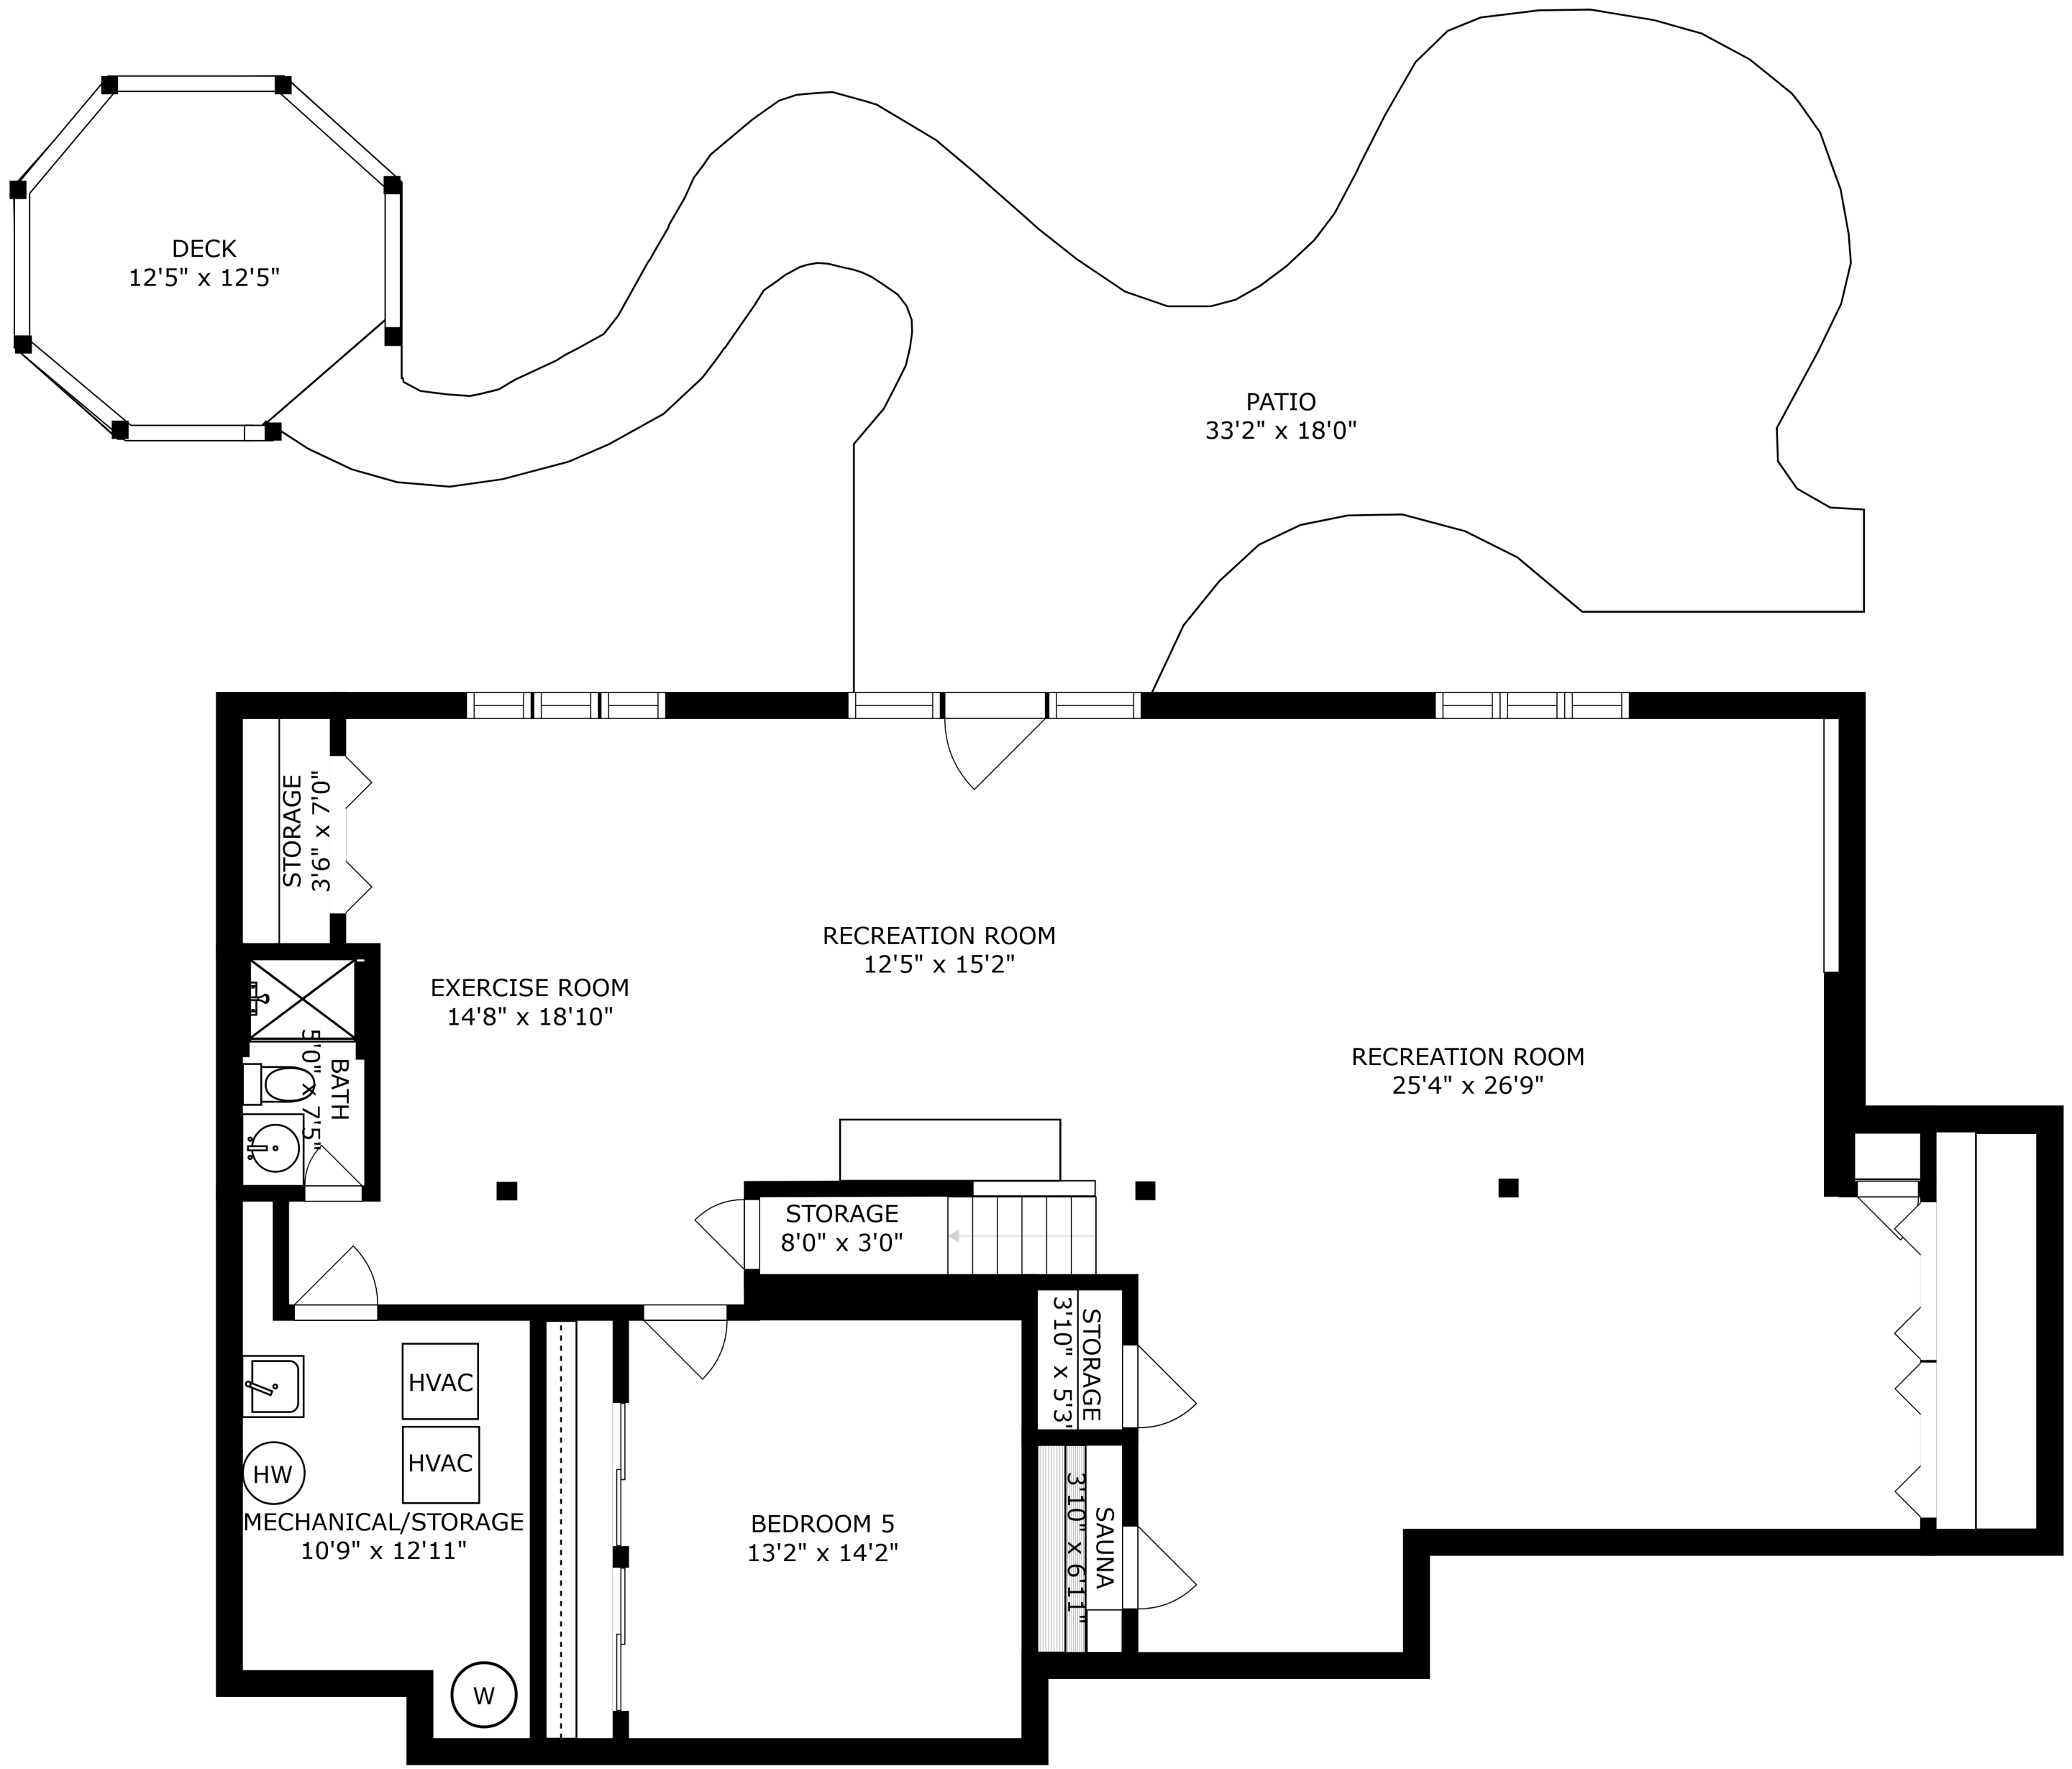 DECK
12'5" x 12'5"
PATIO
33'2" x 18'0"
STORAGE
3'6" x 7'0"
RECREATION ROOM
12'5" x 15'2"
EXERCISE ROOM
14'8" x 18'10"
BATH
5'0" x 7'5"
RECREATION ROOM
25'4" x 26'9"
STORAGE
8'0" x 3'0"
STORAGE
3'10" x 5'3"
HVAC
HVAC
HW
MECHANICAL/STORAGE
10'9" x 12'11"
BEDROOM 5
13'2" x 14'2"
SAUNA
3'10" x 6'11"
W